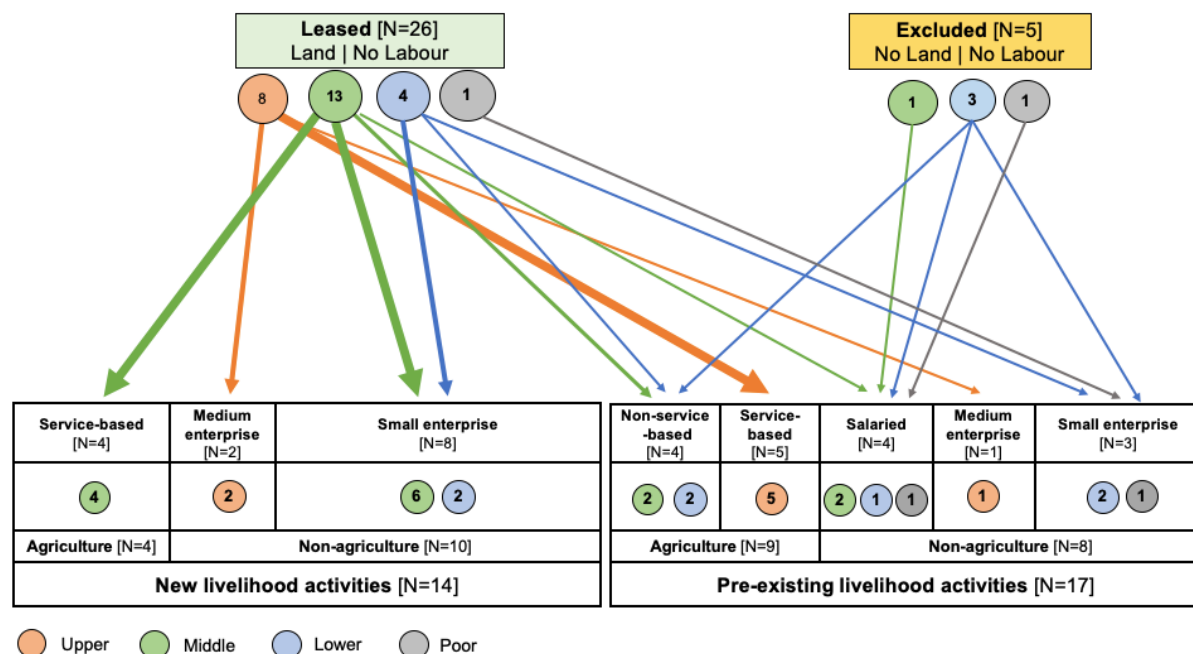 Leased [N=26]
Land | No Labour
Excluded [N=5]
No Land | No Labour
8
13
4
1
1
3
1
Service-based
[N=4]
Medium
enterprise
[N=2]
Small enterprise
[N=8]
Non-service
-based
[N=4]
Service-
based
[N=5]
Salaried
[N=4]
Medium
enterprise
[N=1]
Small enterprise
[N=3]
4
2
6
2
2
2
5
2
1
1
1
2
1
Agriculture [N=4]
Non-agriculture [N=10]
Agriculture [N=9]
Non-agriculture [N=8]
New livelihood activities [N=14]
Pre-existing livelihood activities [N=17]
Upper
Middle
Lower
Poor